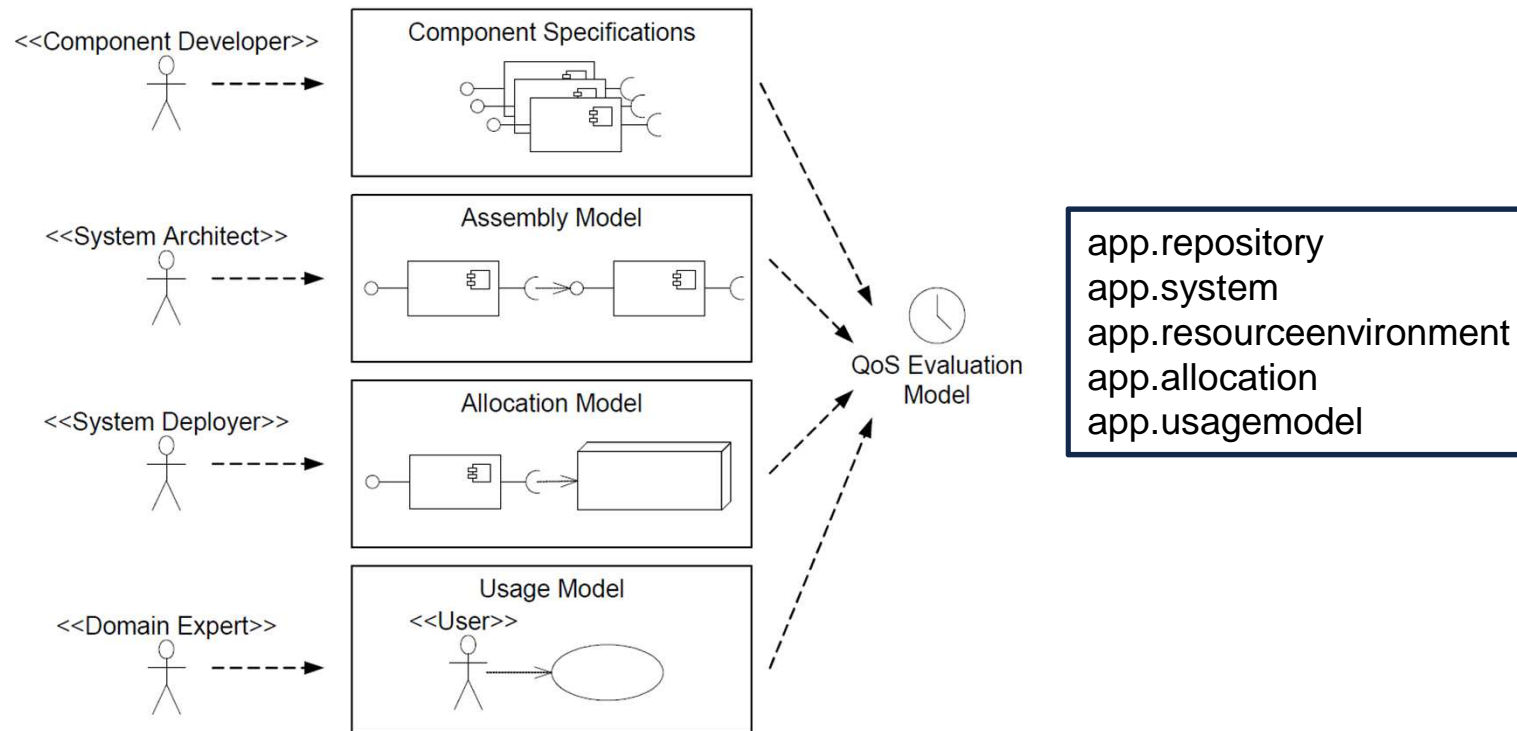 <<Component Developer>>
Component Specifications
<<System Architect>>
Assembly Model
<<System Deployer>>
Allocation Model
<<Domain Expert>>
Usage Model
<<User>>
QoS Evaluation
Model
app.repository
app.system
app.resourceenvironment
app.allocation
app.usagemodel